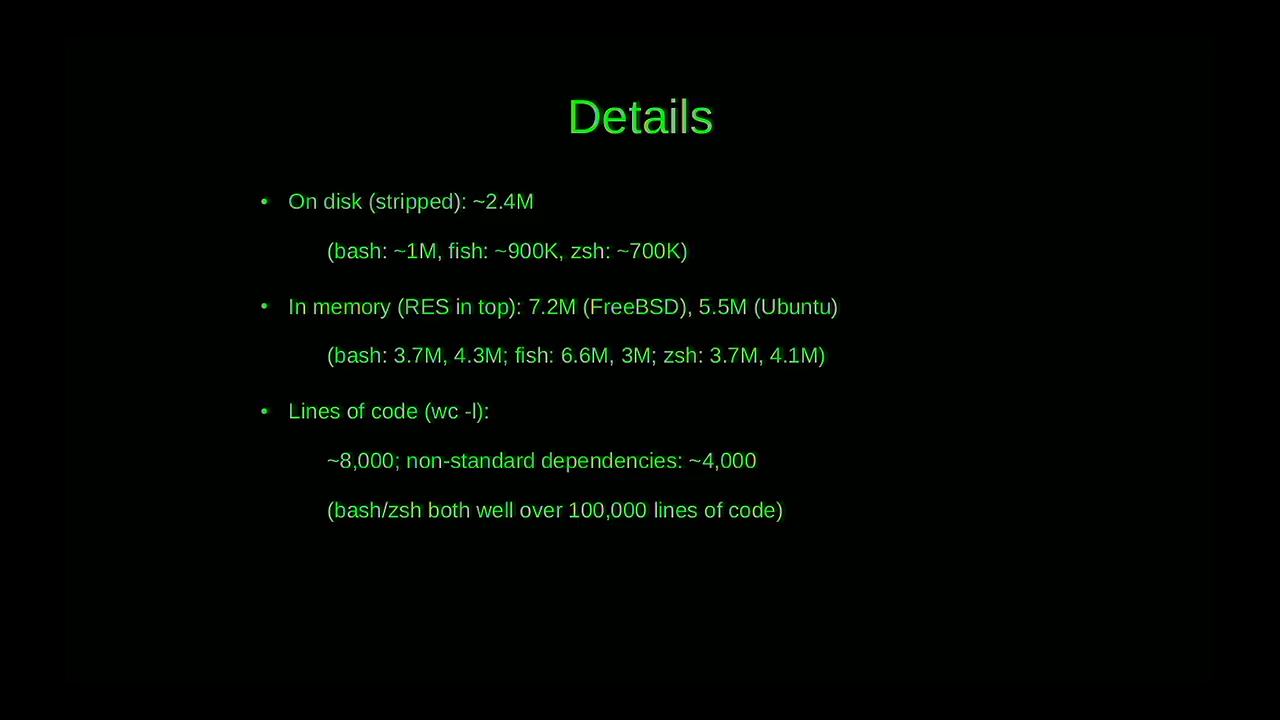 Details
• On disk (stripped): ~2.4M
(bash: ~1M, fish: ~900K, zsh: ~700K)
• In memory (RES in top): 7.2M (FreeBSD), 5.5M (Ubuntu)
(bash: 3.7M, 4.3M; fish: 6.6M, 3M; zsh: 3.7M, 4.1M)
• Lines of code (wc -l):
~8,000; non-standard dependencies: ~4,000
(bash/zsh both well over 100,000 lines of code)